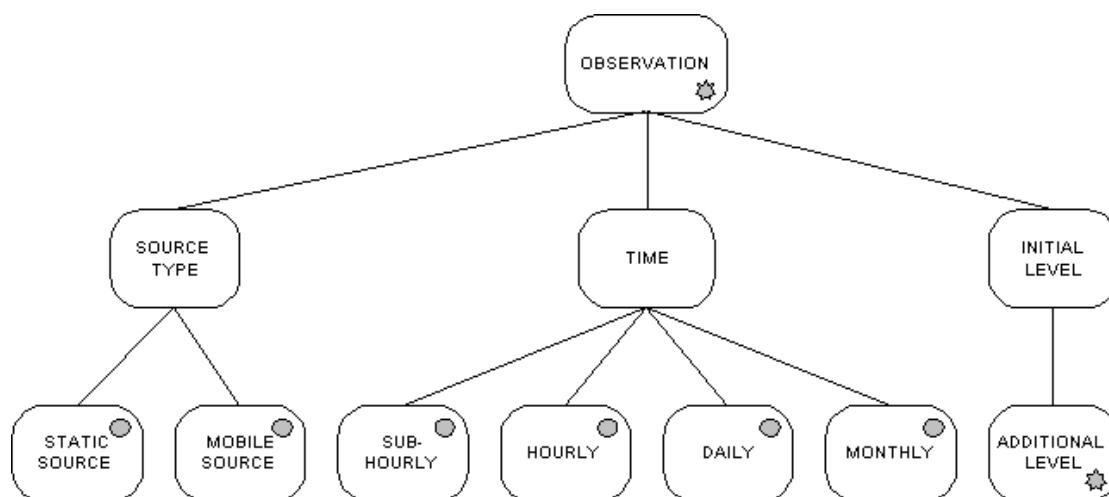 OBSERVATION
SOURCE
TYPE
TIME
INITIAL
LEVEL
STATIC
SOURCE
MOBILE
SOURCE
SUB-
HOURLY
HOURLY
DAILY
MONTHLY
ADDITIONAL
LEVEL